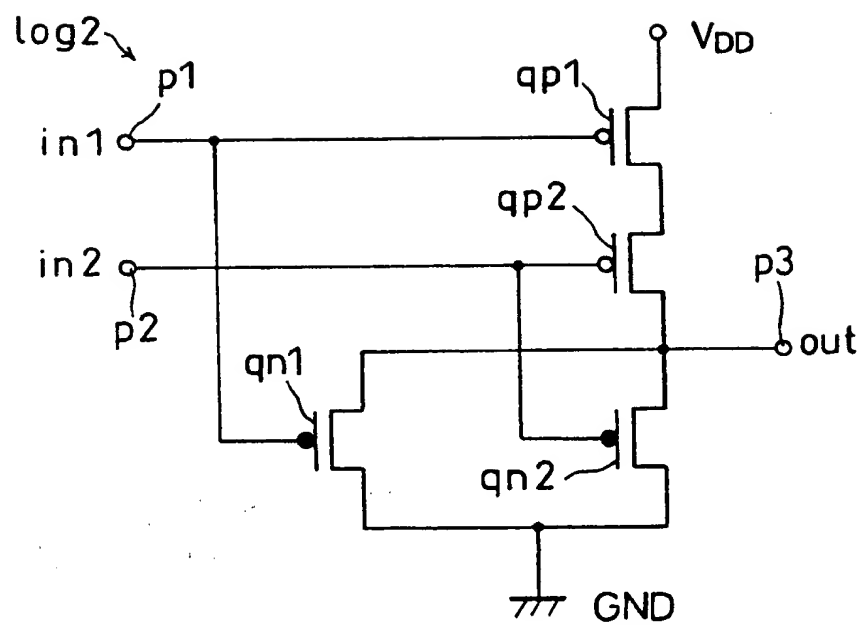 log2
p1
qp1
VDD
in1
qp2
in2
p3
p2
out
qn1
qn2
GND